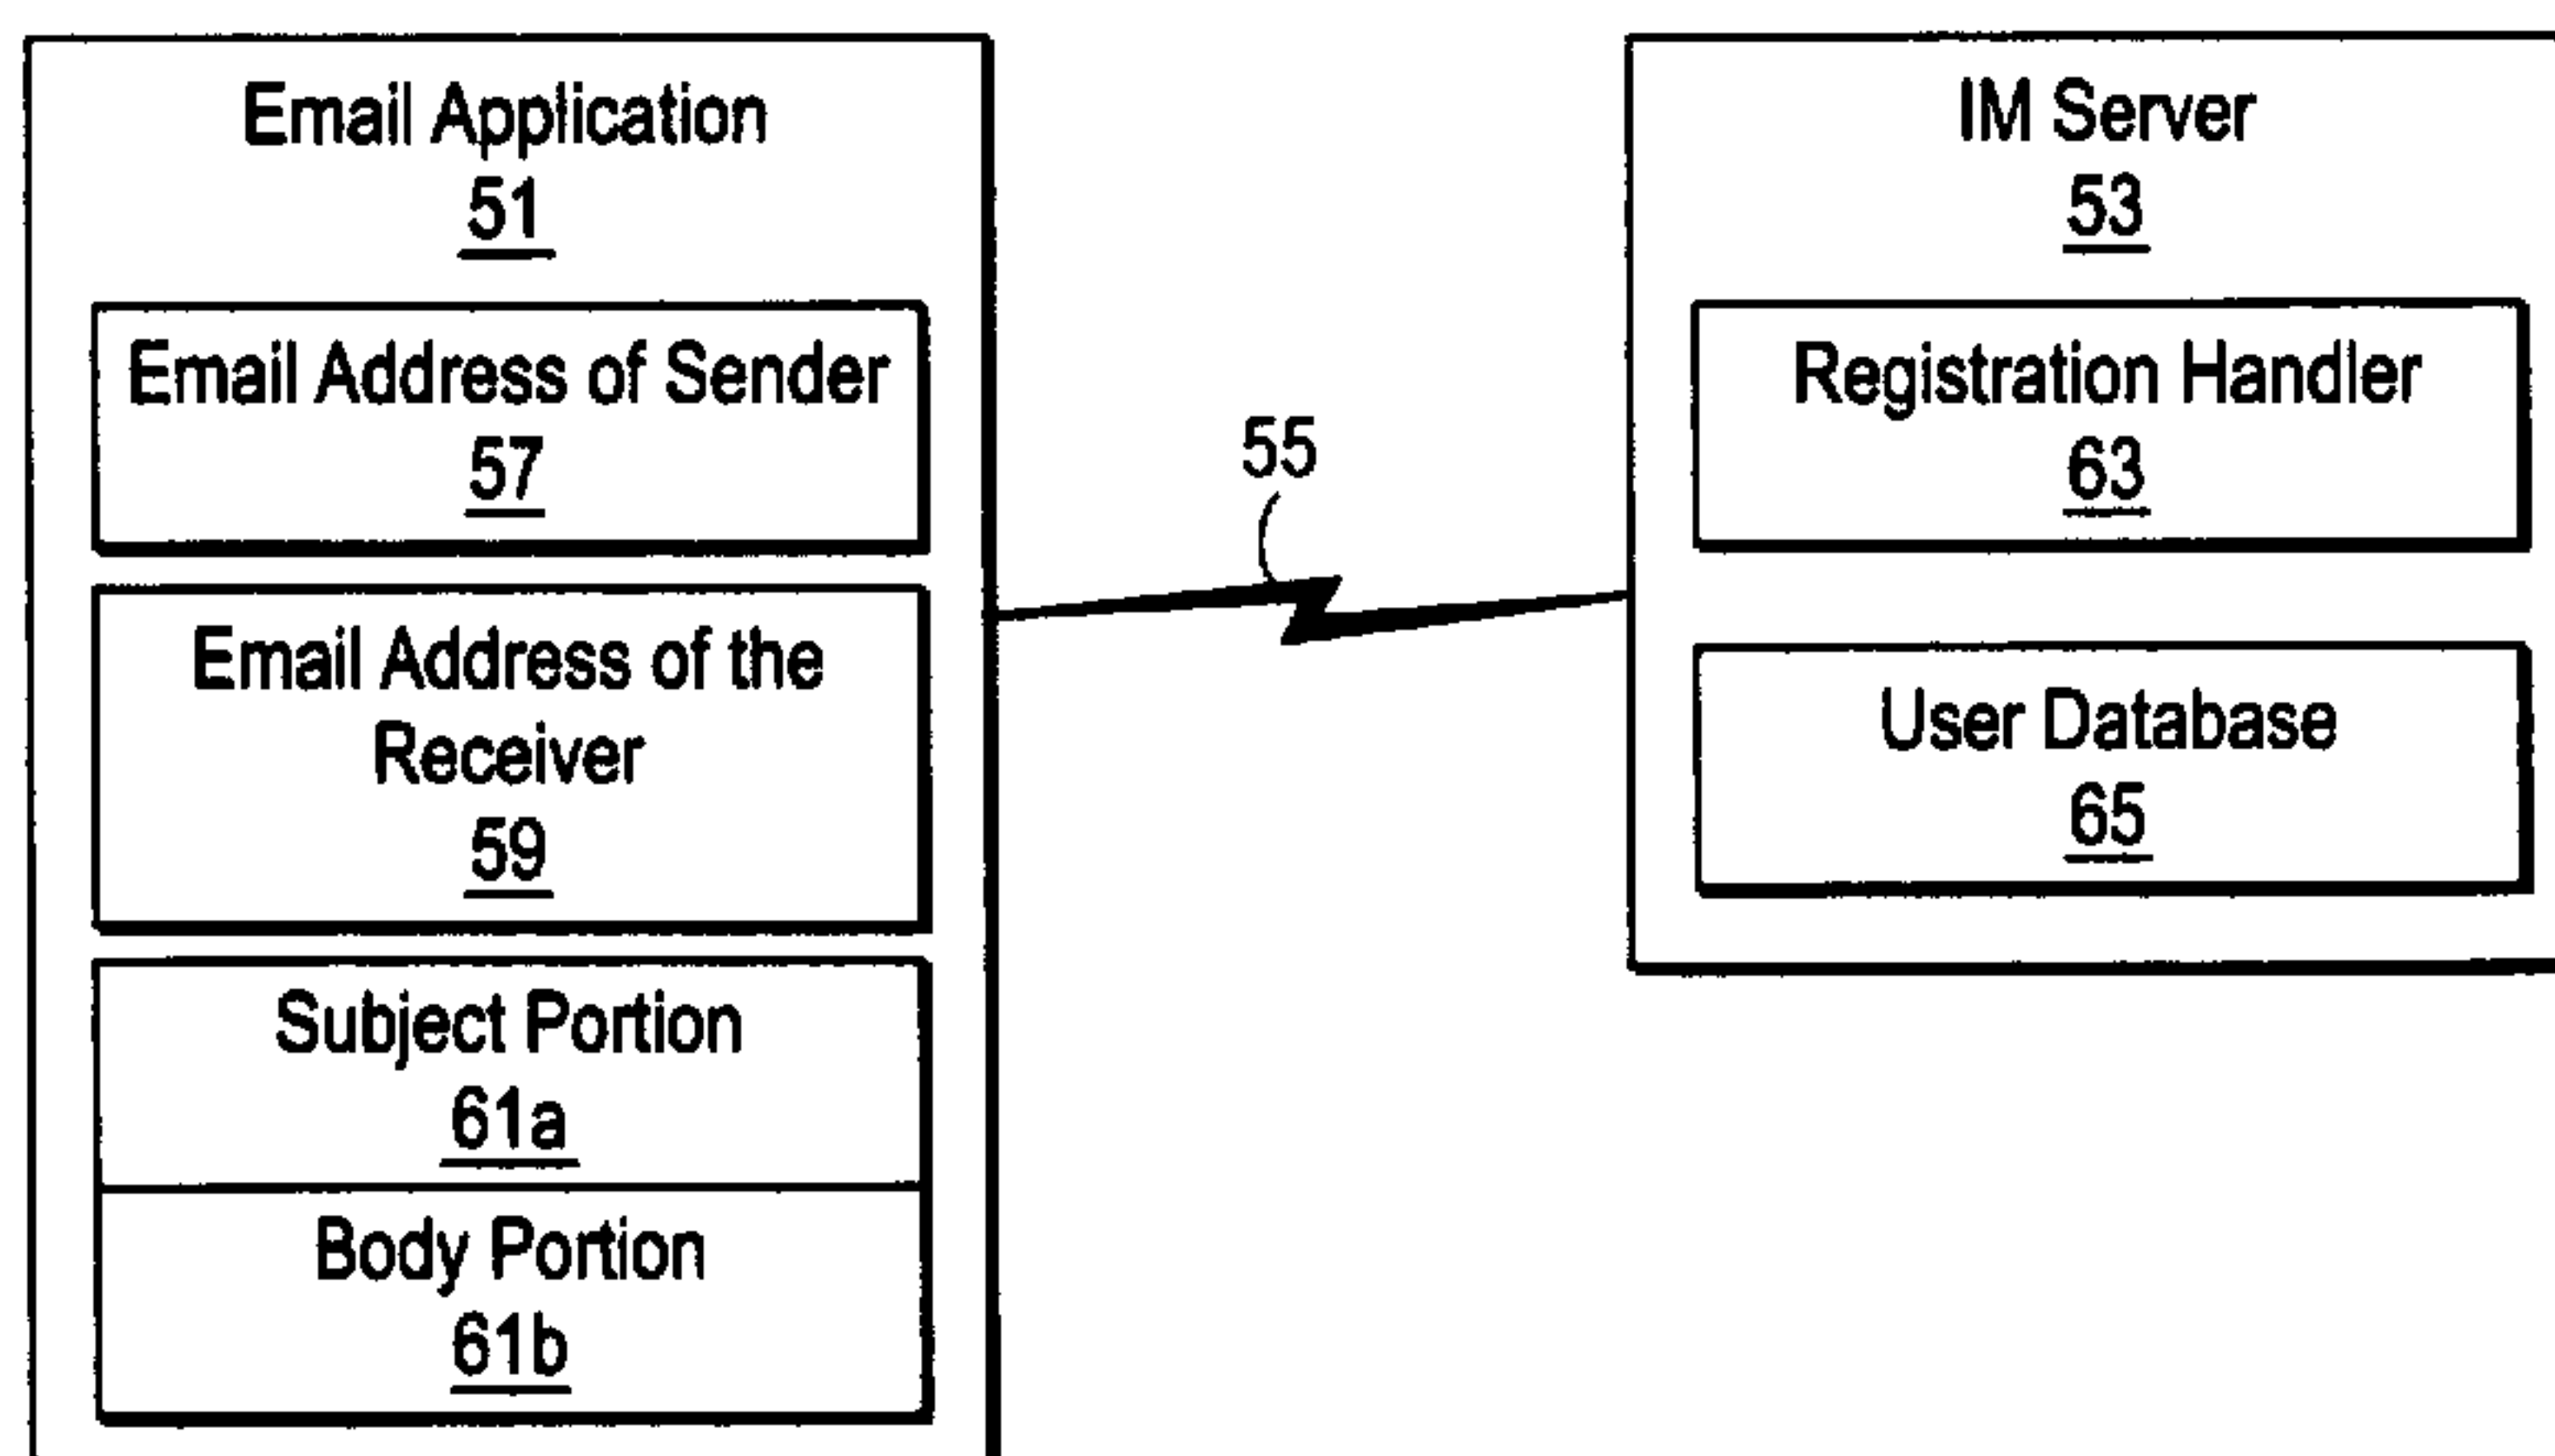 Email Application
51
Email Address of Sender
57
Email Address of the
Receiver
59
Subject Portion
61a
Body Portion
61b
55
IM Server
53
Registration Handler
63
User Database
65